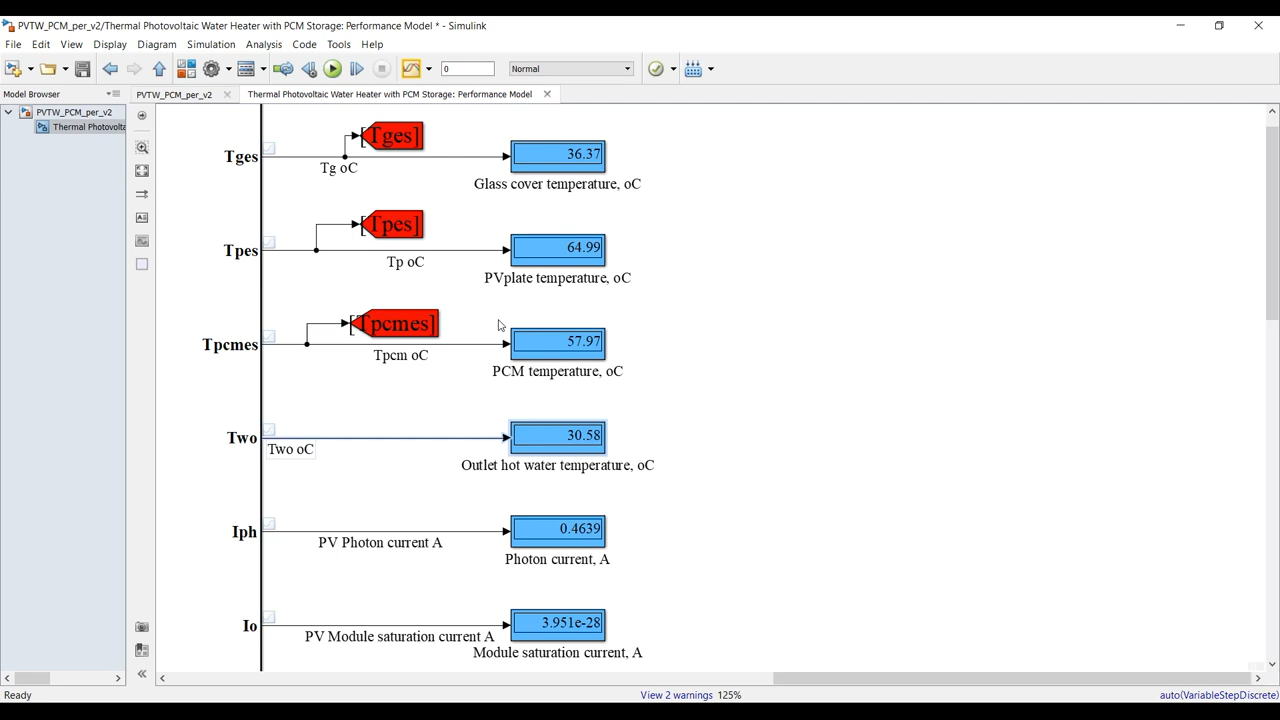 PVTW_PCM_per_v2/Thermal Photovoltaic Water Heater with PCM Storage: Performance Model * - Simulink
File Edit View Display Diagram Simulation Analysis Code Tools Help
0 Normal
Model Browser PVTW_PCM_per_v2 Thermal Photovoltaic Water Heater with PCM Storage: Performance Model
PVTW_PCM_per_v2
Thermal Photovolta
[Tges]
Tges 36.37
Tg oC
Glass cover temperature, oC
[Tpes]
Tpes 64.99
Tp oC
PVplate temperature, oC
[Tpcmes]
Tpcmes 57.97
Tpcm oC
PCM temperature, oC
Two 30.58
Two oC
Outlet hot water temperature, oC
Iph 0.4639
PV Photon current A
Photon current, A
Io 3.951e-28
PV Module saturation current A
Module saturation current, A
Ready View 2 warnings 125% auto(VariableStepDiscrete)